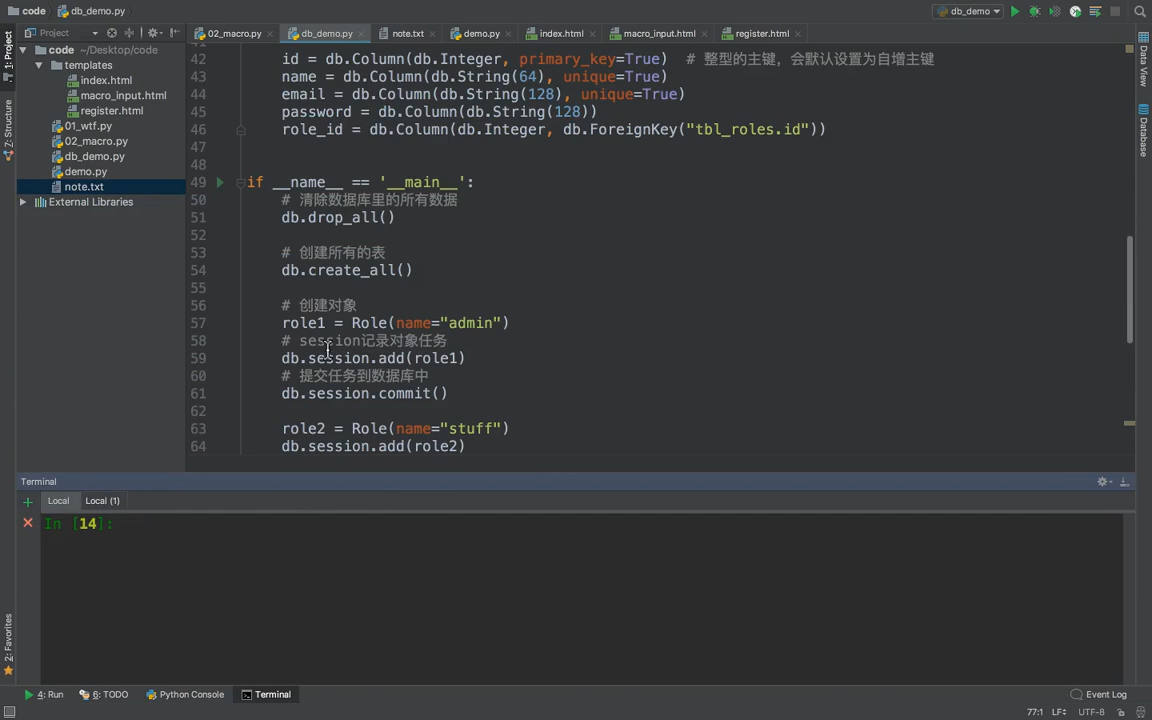 code
db_demo.py
db_demo
Project
02_macro.py
db_demo.py
note.txt
demo.py
index.html
macro_input.html
register.html
1: Project
Z: Structure
2: Favorites
Data View
Database
code ~/Desktop/code
templates
index.html
macro_input.html
register.html
01_wtf.py
02_macro.py
db_demo.py
demo.py
note.txt
External Libraries
42 id = db.Column(db.Integer, primary_key=True)  # 整型的主键，会默认设置为自增主键
43 name = db.Column(db.String(64), unique=True)
44 email = db.Column(db.String(128), unique=True)
45 password = db.Column(db.String(128))
46 role_id = db.Column(db.Integer, db.ForeignKey("tbl_roles.id"))
47
48
49 if __name__ == '__main__':
50 # 清除数据库里的所有数据
51 db.drop_all()
52
53 # 创建所有的表
54 db.create_all()
55
56 # 创建对象
57 role1 = Role(name="admin")
58 # session记录对象任务
59 db.session.add(role1)
60 # 提交任务到数据库中
61 db.session.commit()
62
63 role2 = Role(name="stuff")
64 db.session.add(role2)
Terminal
Local
Local (1)
In [14]:
4: Run
6: TODO
Python Console
Terminal
Event Log
77:1
LF
UTF-8